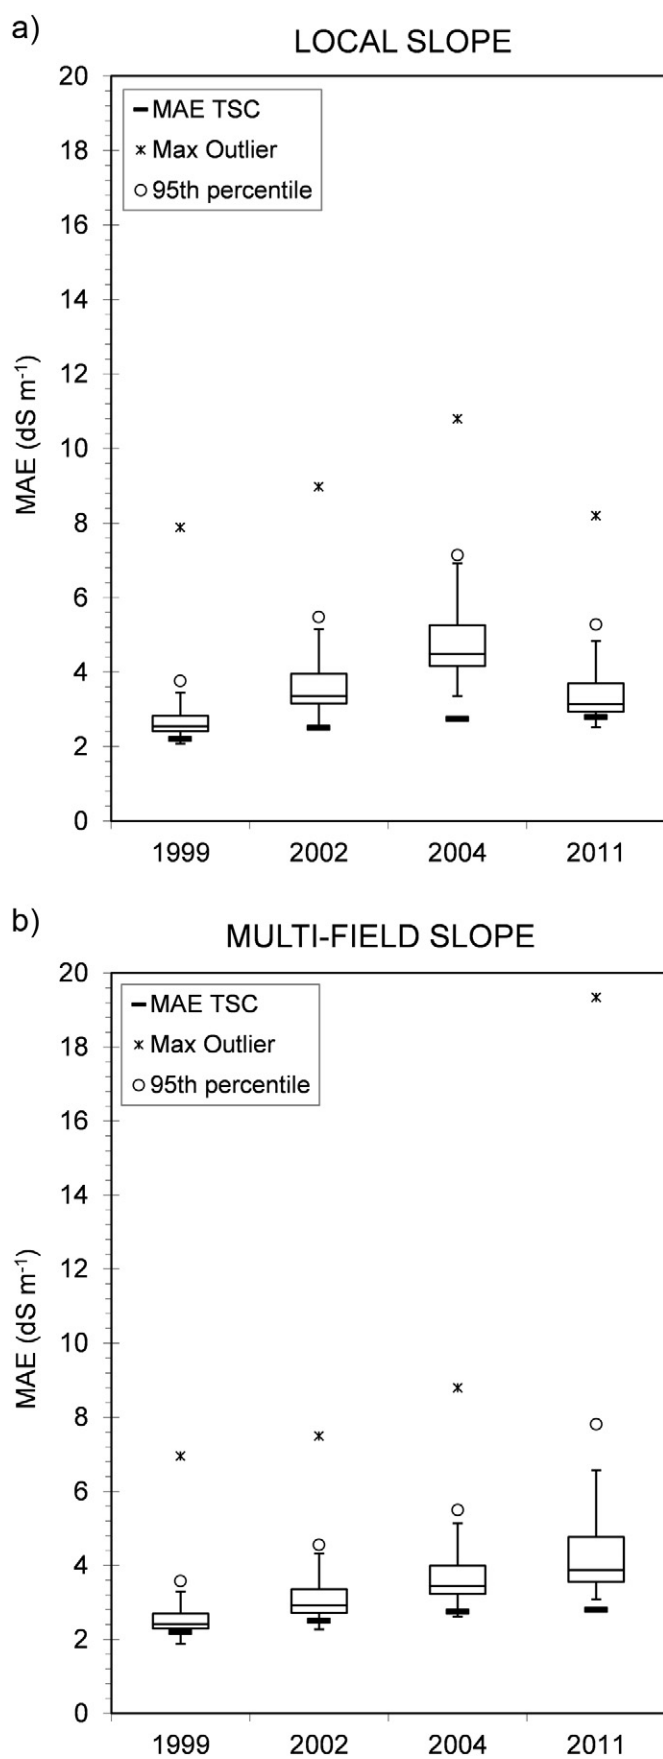 a)
LOCAL SLOPE
20
MAE TSC
Max Outlier
95th percentile
18
16
14
12
10
8
6
4
2
0
MAE (dS m⁻¹)
1999 2002 2004 2011
b)
MULTI-FIELD SLOPE
20
MAE TSC
Max Outlier
95th percentile
18
16
14
12
10
8
6
4
2
0
MAE (dS m⁻¹)
1999 2002 2004 2011